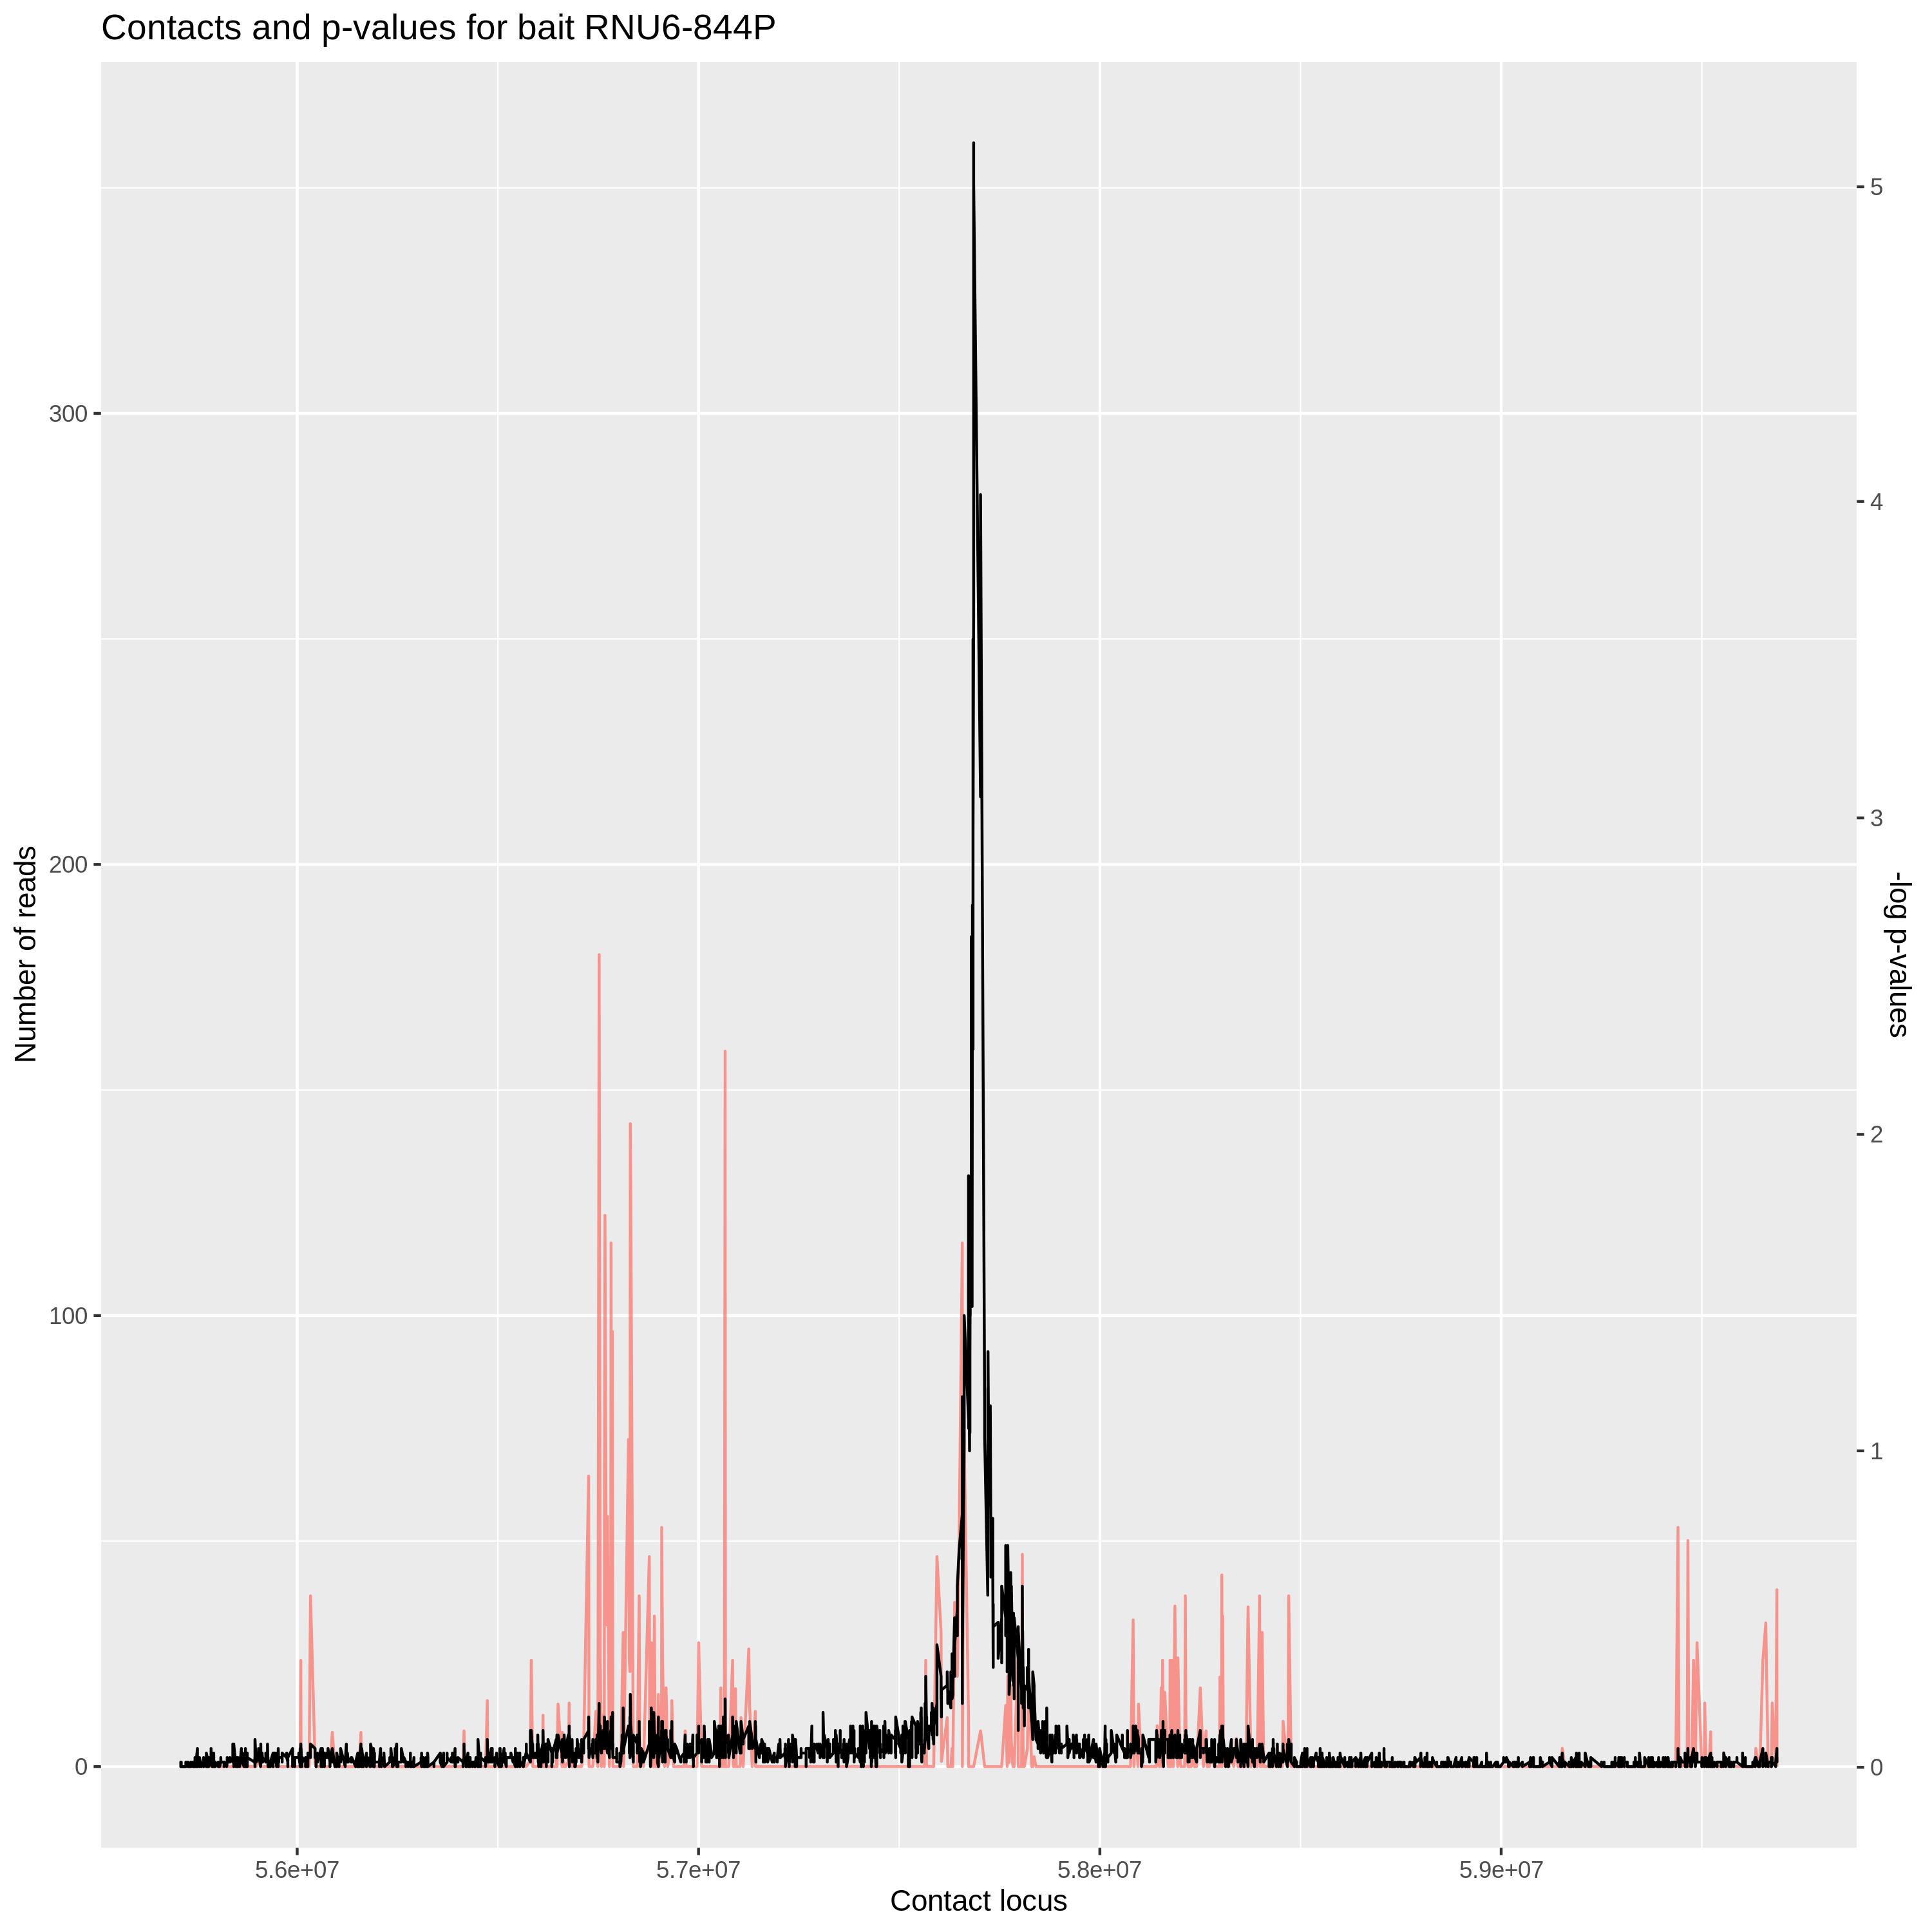 Contacts and p-values for bait RNU6-844P
Number of reads
300
200
100
0
5
4
3
2
1
0
-log p-values
5.6e+07 5.7e+07 5.8e+07 5.9e+07
Contact locus